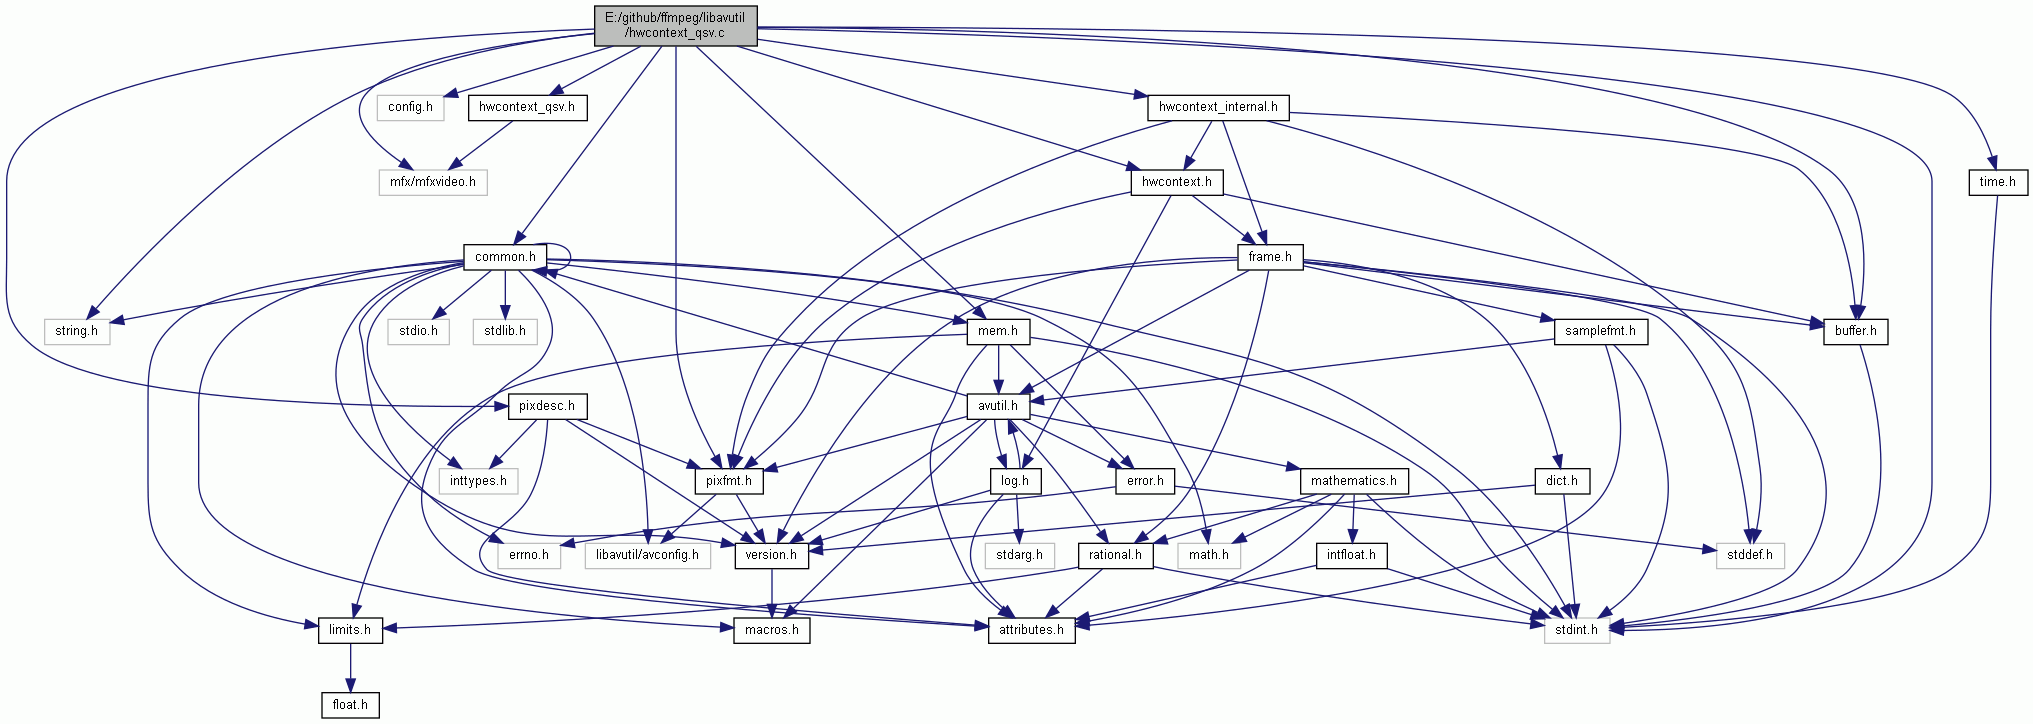 E:/github/ffmpeg/libavutil
/hwcontext_qsv.c
config.h
hwcontext_qsv.h
hwcontext_internal.h
mfx/mfxvideo.h
hwcontext.h
time.h
common.h
frame.h
string.h
stdio.h
stdlib.h
mem.h
samplefmt.h
buffer.h
pixdesc.h
avutil.h
inttypes.h
pixfmt.h
log.h
error.h
mathematics.h
dict.h
errno.h
libavutil/avconfig.h
version.h
stdarg.h
rational.h
math.h
intfloat.h
stddef.h
limits.h
macros.h
attributes.h
stdint.h
float.h